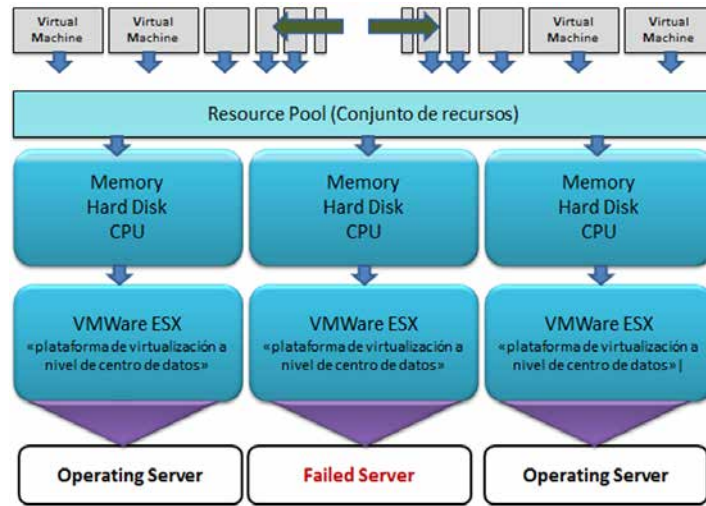 Virtual
Machine
Virtual
Machine
Virtual
Machine
Virtual
Machine
Resource Pool (Conjunto de recursos)
Memory
Hard Disk
CPU
Memory
Hard Disk
CPU
Memory
Hard Disk
CPU
VMWare ESX
«plataforma de virtualización a
nivel de centro de datos»
VMWare ESX
«plataforma de virtualización a
nivel de centro de datos»
VMWare ESX
«plataforma de virtualización a
nivel de centro de datos»|
Operating Server
Failed Server
Operating Server